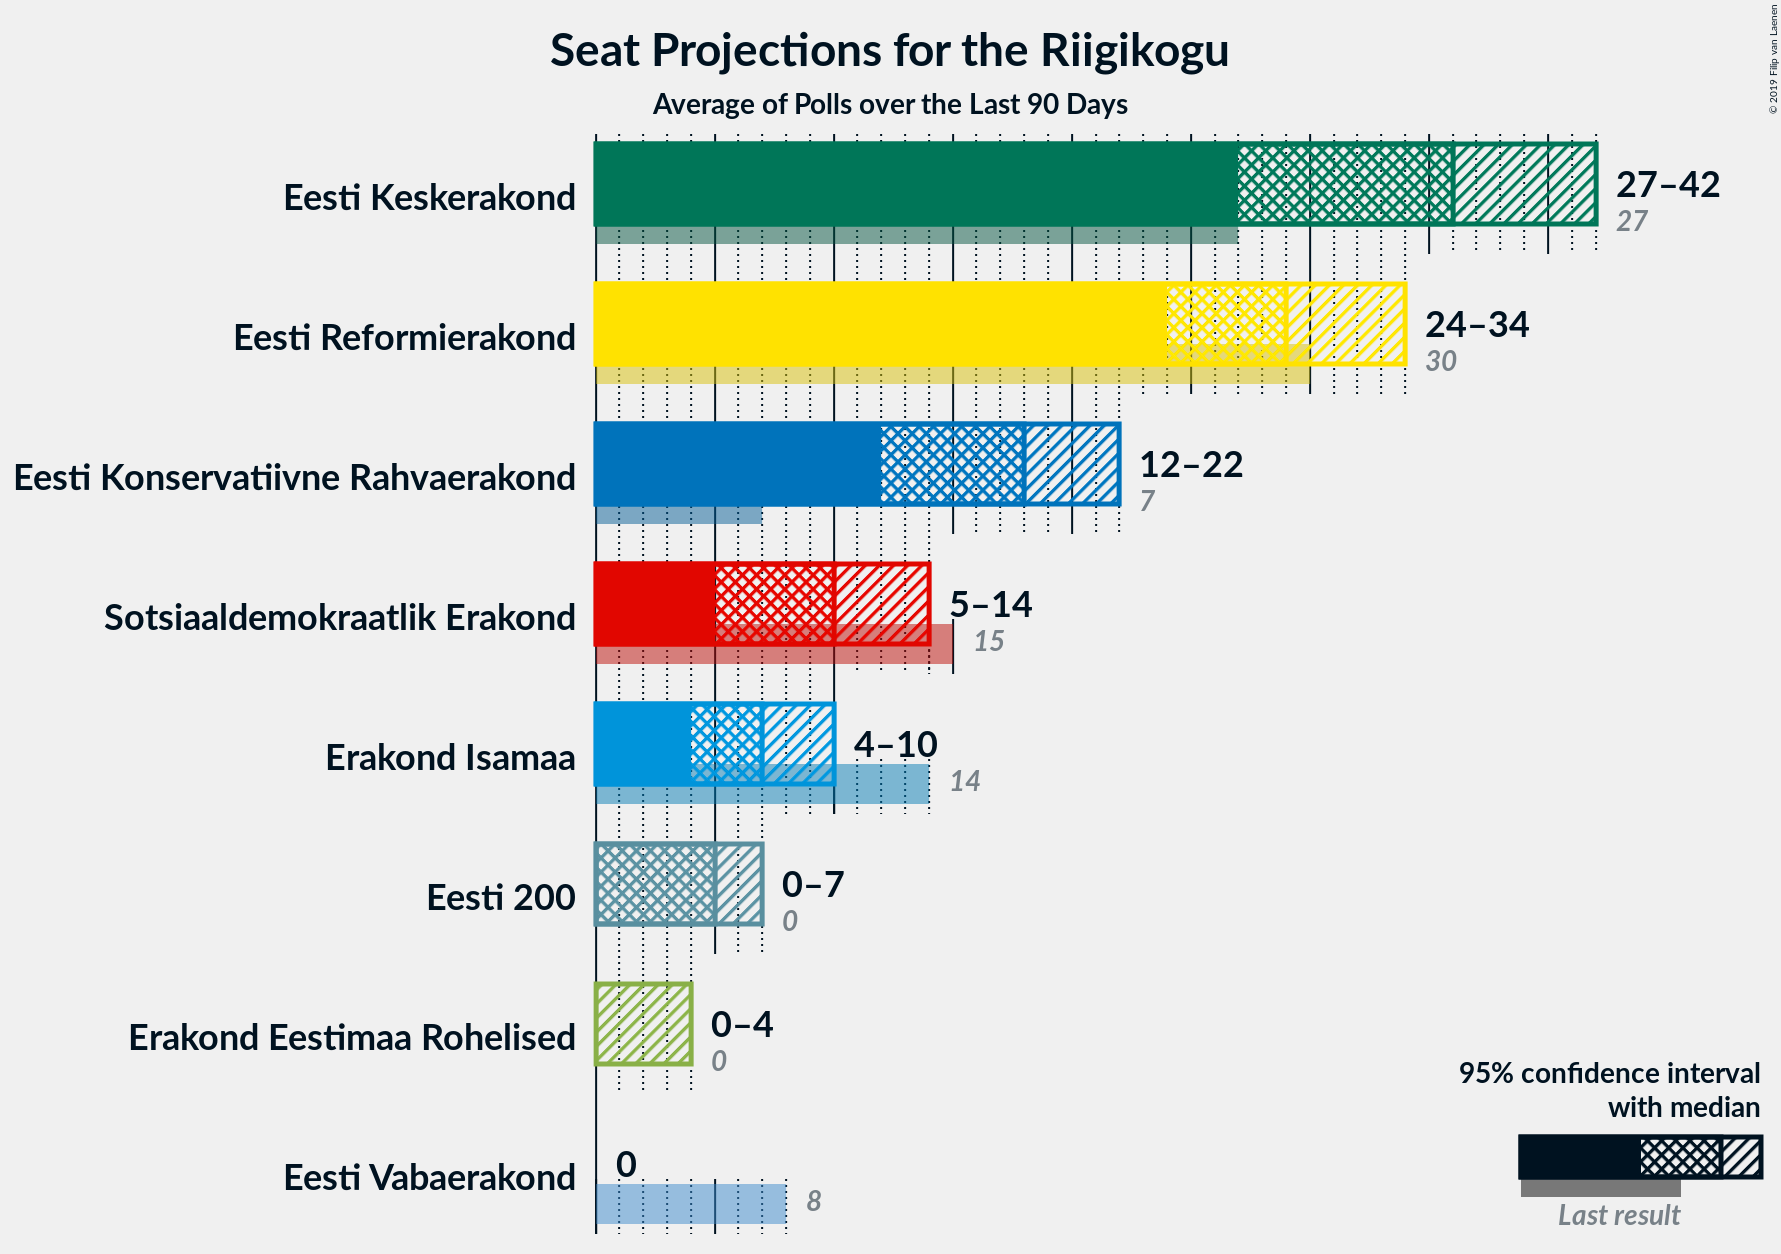 Seat Projections for the Riigikogu
Average of Polls over the Last 90 Days
© 2019 Filip van Laenen
Eesti Keskerakond
27–42
27
Eesti Reformierakond
24–34
30
Eesti Konservatiivne Rahvaerakond
12–22
7
Sotsiaaldemokraatlik Erakond
5–14
15
Erakond Isamaa
4–10
14
Eesti 200
0–7
0
Erakond Eestimaa Rohelised
0–4
0
Eesti Vabaerakond
0
8
95% confidence interval
with median
Last result